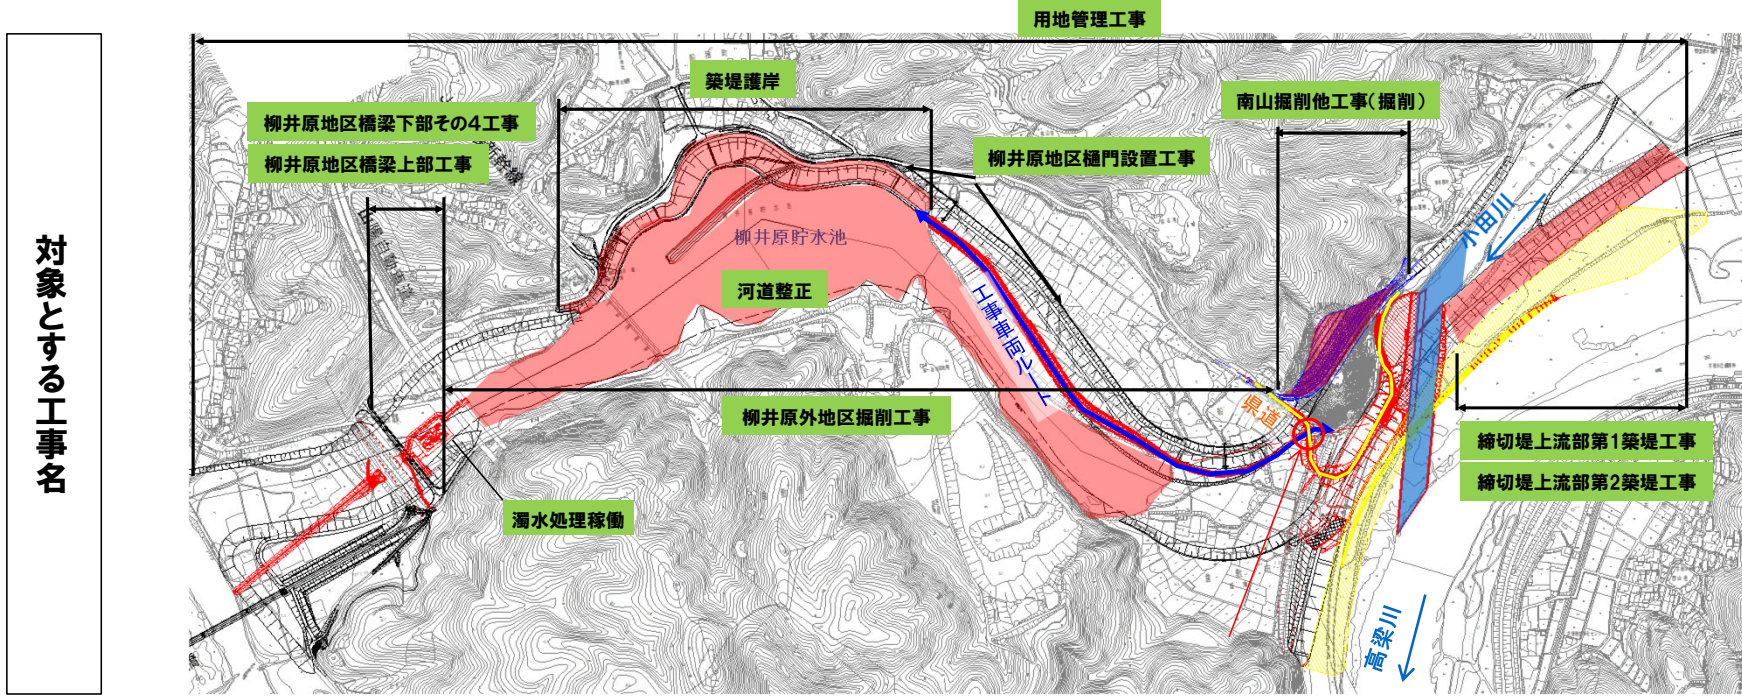 対象とする工事名
用地管理工事
築堤護岸
南山掘削他工事(掘削)
柳井原地区橋梁下部その4工事
柳井原地区橋梁上部工事
柳井原地区樋門設置工事
小田川
柳井原貯水池
河道整正
工事車両ルート
県道
柳井原外地区掘削工事
締切堤上流部第1築堤工事
締切堤上流部第2築堤工事
濁水処理稼働
高梁川